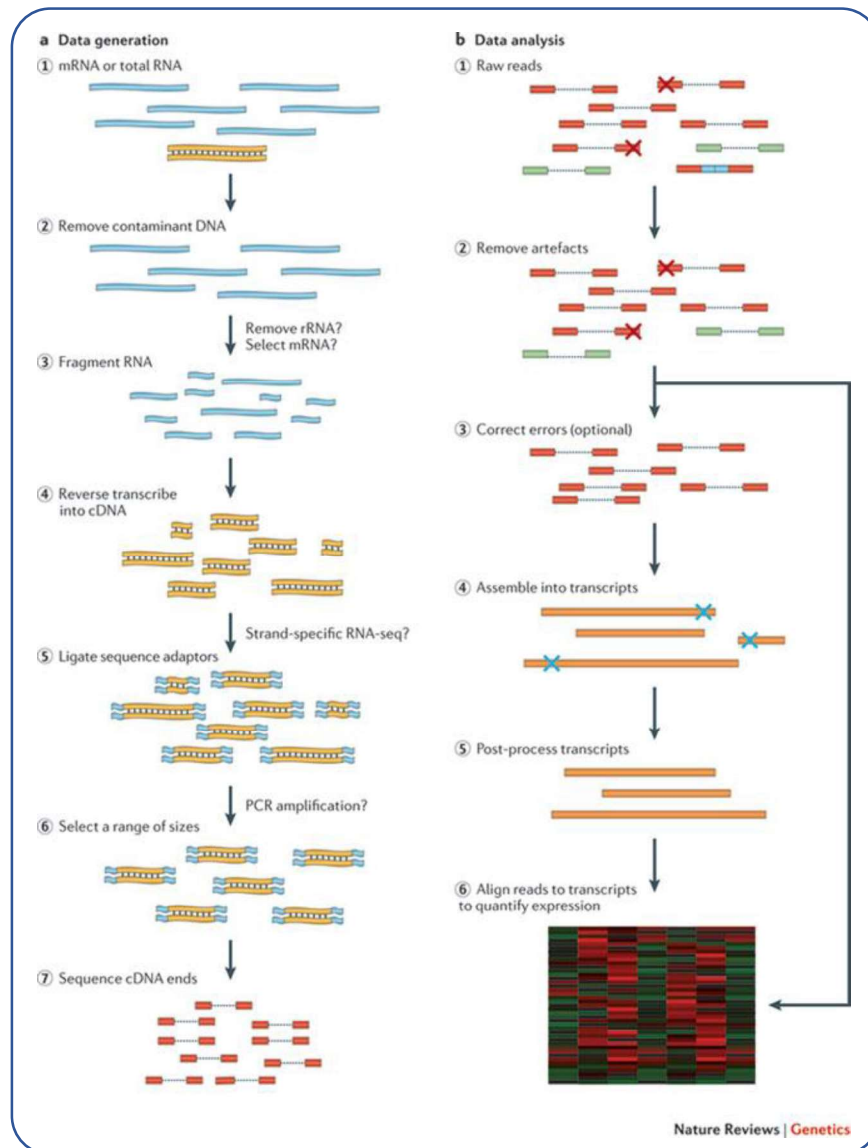 a Data generation
① mRNA or total RNA
② Remove contaminant DNA
Remove rRNA?
Select mRNA?
③ Fragment RNA
④ Reverse transcribe
into cDNA
Strand-specific RNA-seq?
⑤ Ligate sequence adaptors
PCR amplification?
⑥ Select a range of sizes
⑦ Sequence cDNA ends
b Data analysis
① Raw reads
② Remove artefacts
③ Correct errors (optional)
④ Assemble into transcripts
⑤ Post-process transcripts
⑥ Align reads to transcripts
to quantify expression
Nature Reviews | Genetics